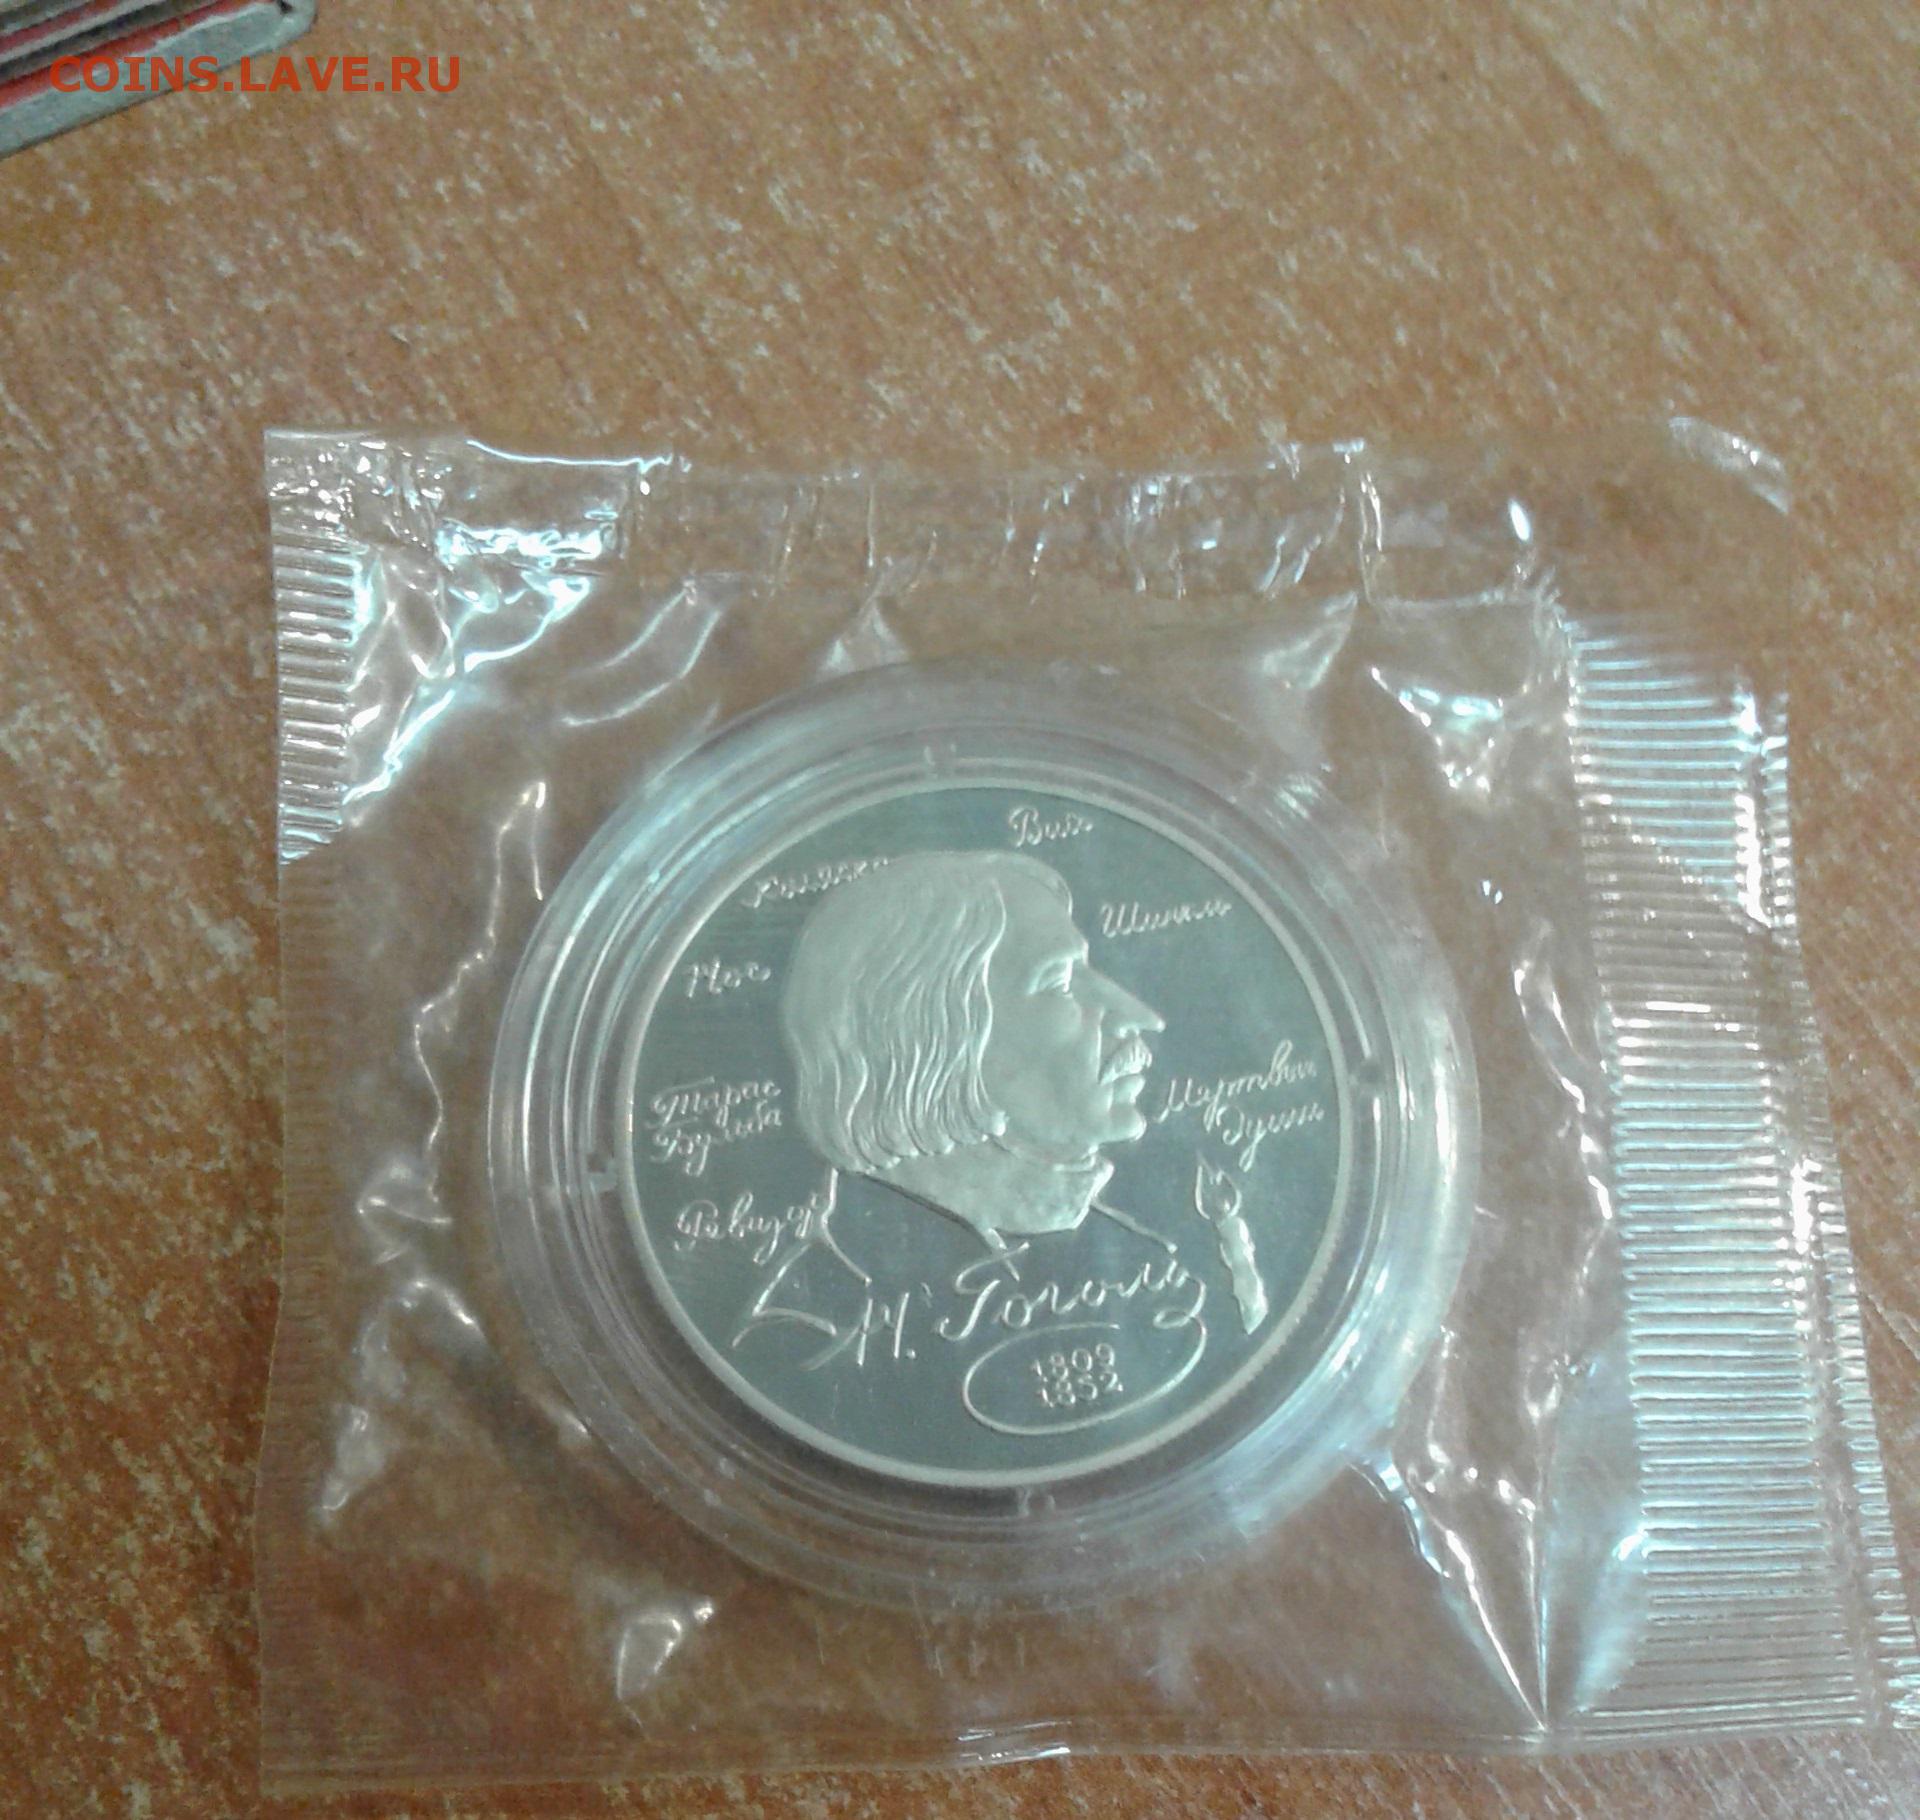 COINS.LAVE.RU
Вий
Коляска
Шинель
Нос
Мертвые
души
Тарас
Бульба
Ревизор
Н. Гоголь
1809
1852